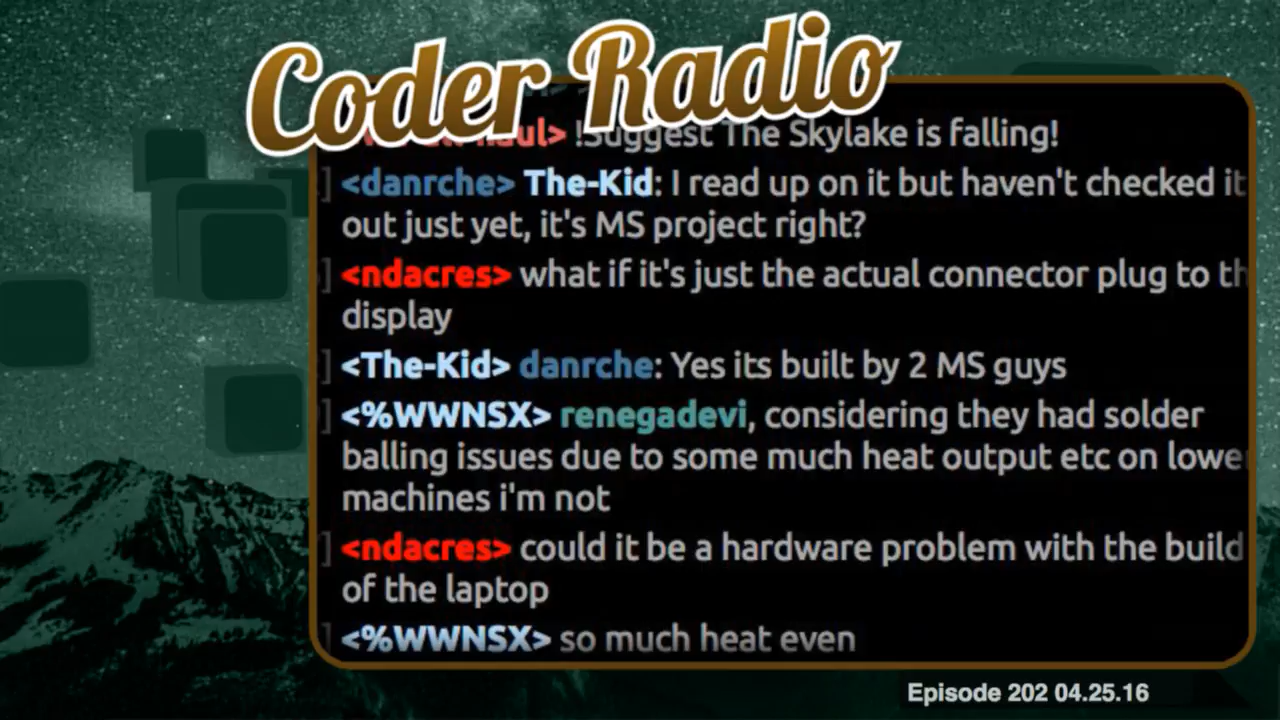 Coder Radio
!Suggest The Skylake is falling!
] <danrche> The-Kid: I read up on it but haven't checked it
out just yet, it's MS project right?
] <ndacres> what if it's just the actual connector plug to th
display
] <The-Kid> danrche: Yes its built by 2 MS guys
] <%WWNSX> renegadevi, considering they had solder
balling issues due to some much heat output etc on lowe
machines i'm not
] <ndacres> could it be a hardware problem with the build
of the laptop
] <%WWNSX> so much heat even
Episode 202 04.25.16